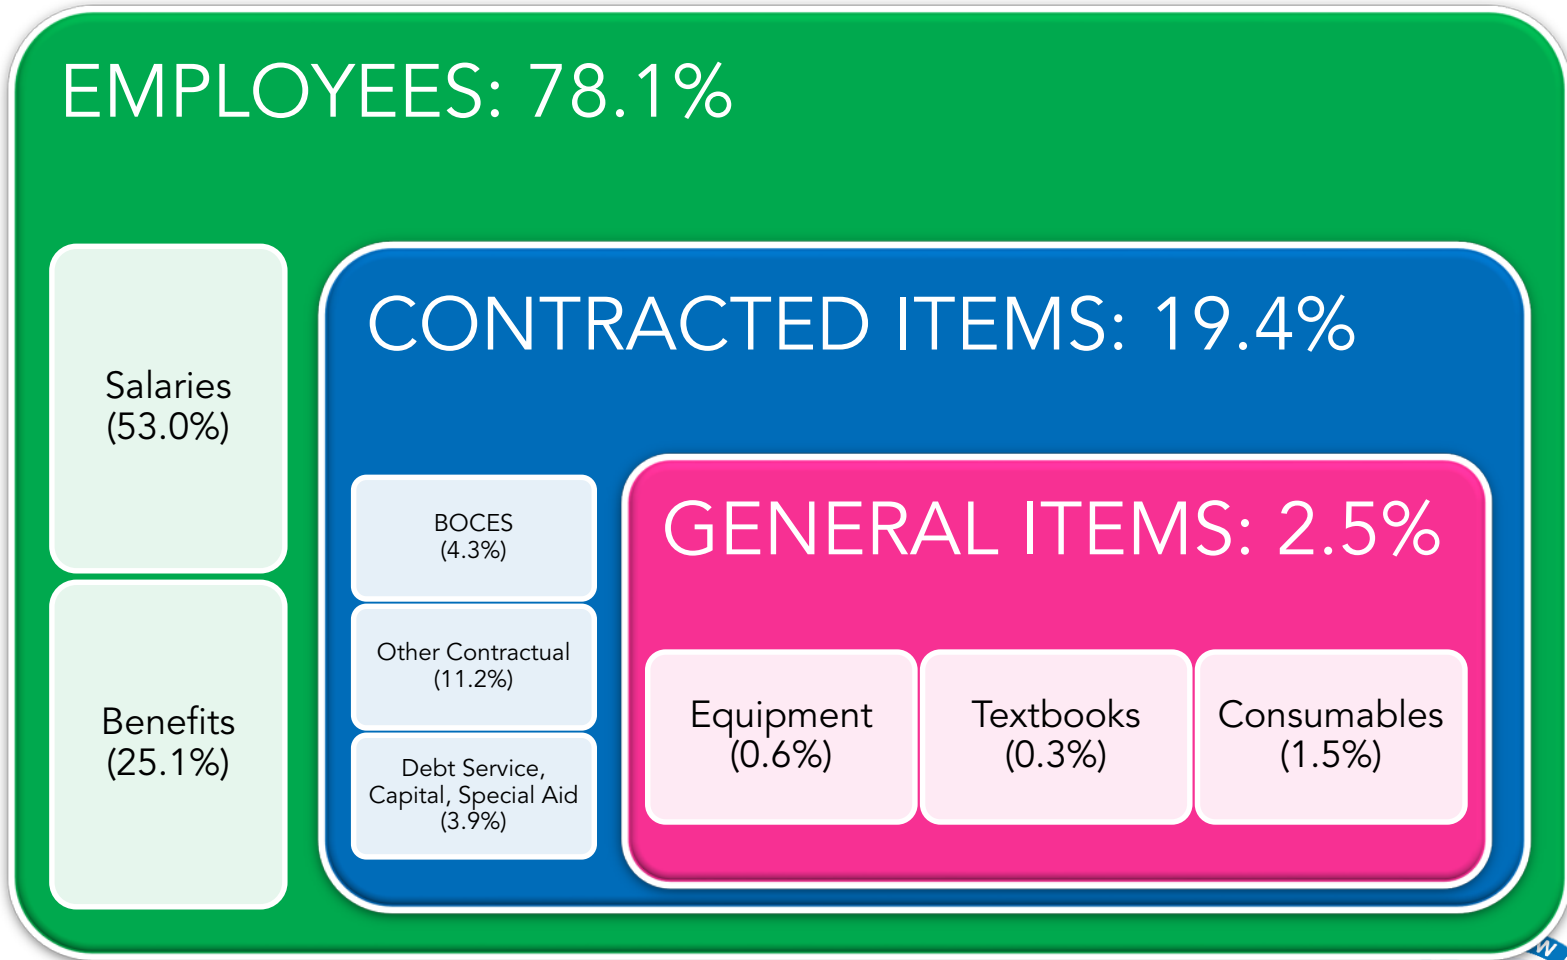 EMPLOYEES: 78.1%
Salaries
(53.0%)
Benefits
(25.1%)
CONTRACTED ITEMS: 19.4%
BOCES
(4.3%)
Other Contractual
(11.2%)
Debt Service,
Capital, Special Aid
(3.9%)
GENERAL ITEMS: 2.5%
Equipment
(0.6%)
Textbooks
(0.3%)
Consumables
(1.5%)
W